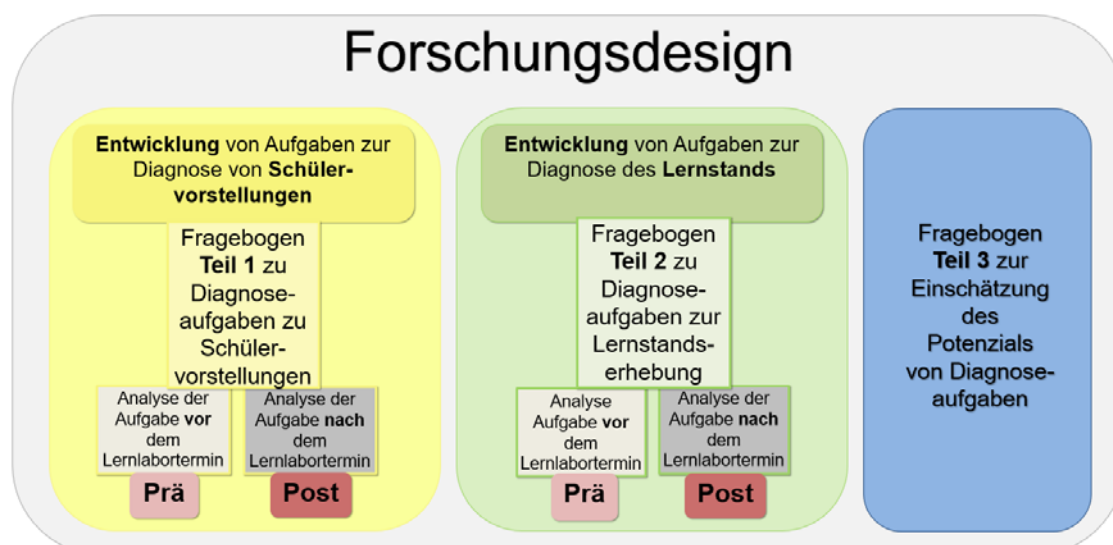 Forschungsdesign
Entwicklung von Aufgaben zur
Diagnose von Schüler-
vorstellungen
Fragebogen
Teil 1 zu
Diagnose-
aufgaben zu
Schüler-
vorstellungen
Analyse der
Aufgabe vor
dem
Lernlabortermin
Prä
Analyse der
Aufgabe nach
dem
Lernlabortermin
Post
Entwicklung von Aufgaben zur
Diagnose des Lernstands
Fragebogen
Teil 2 zu
Diagnose-
aufgaben zur
Lernstands-
erhebung
Analyse
Aufgabe vor
dem
Lernlabortermin
Prä
Analyse der
Aufgabe nach
dem
Lernlabortermin
Post
Fragebogen
Teil 3 zur
Einschätzung
des
Potenzials
von Diagnose-
aufgaben